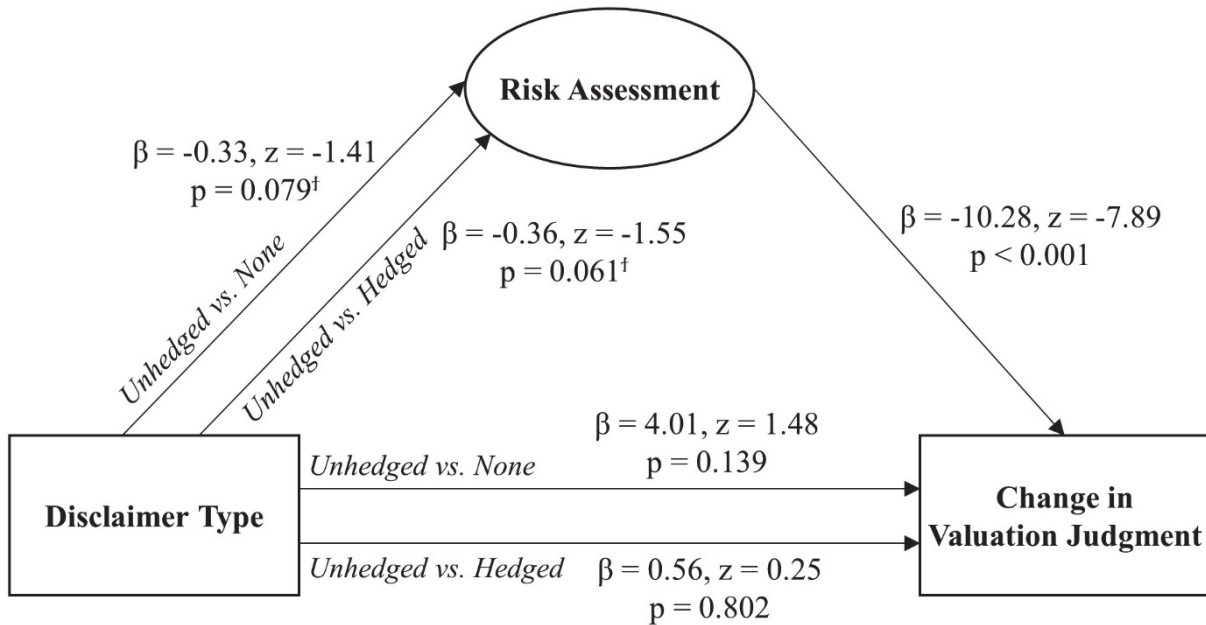 Risk Assessment
β = -0.33, z = -1.41
p = 0.079†
Unhedged vs. None
β = -0.36, z = -1.55
p = 0.061†
Unhedged vs. Hedged
β = -10.28, z = -7.89
p < 0.001
Disclaimer Type
β = 4.01, z = 1.48
p = 0.139
Unhedged vs. None
Unhedged vs. Hedged
β = 0.56, z = 0.25
p = 0.802
Change in
Valuation Judgment